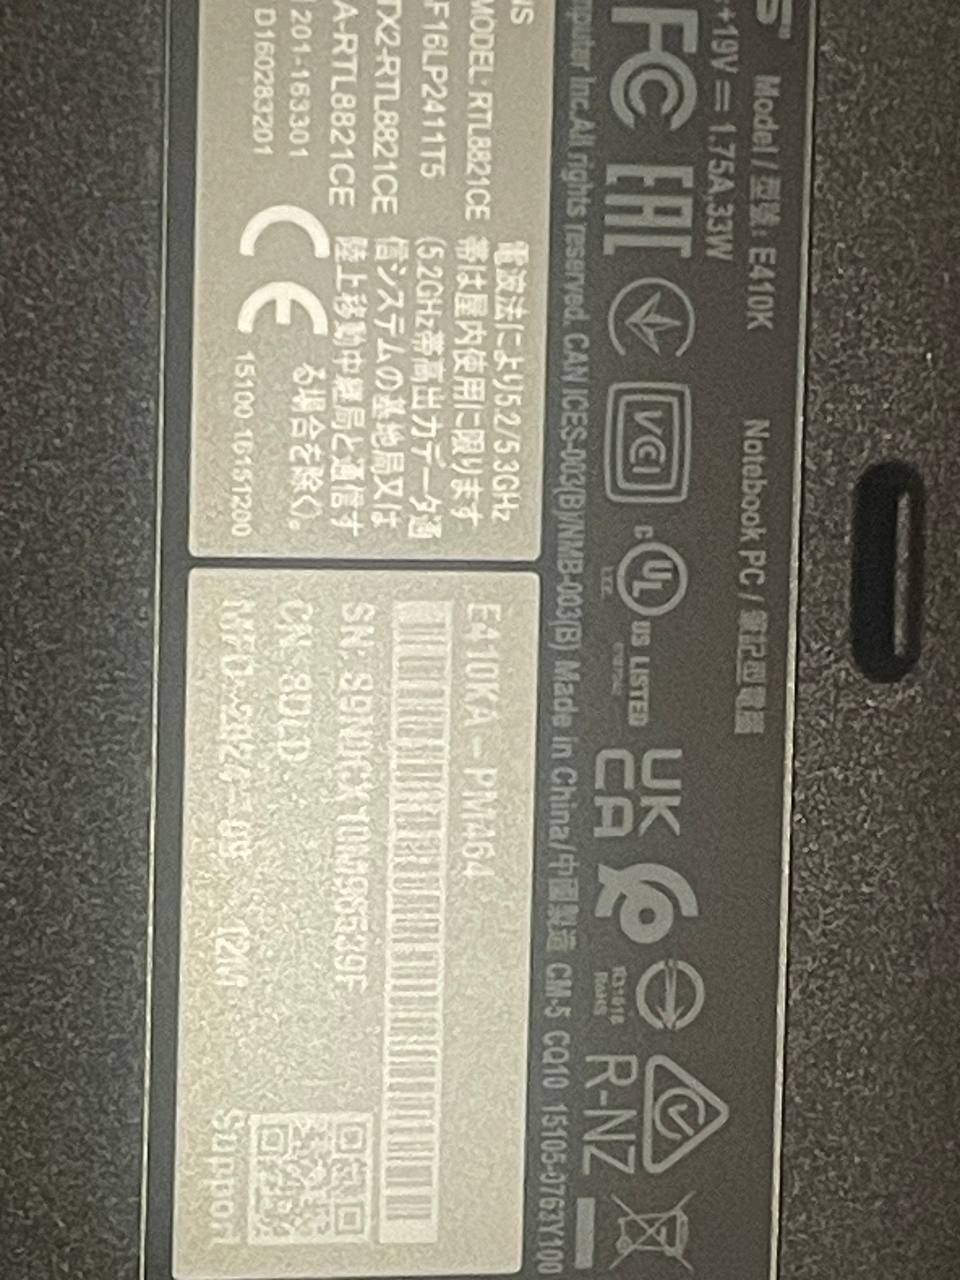 Model / 型號: E410K Notebook PC / 筆記型電腦
+19V ⎓ 1.75A, 33W
FC EAC VCI C UL US LISTED UK CA
I.T.E.
R-NZ
RoHS
mputer Inc. All rights reserved. CAN ICES-003(B)/NMB-003(B) Made in China/中國製造 CM-5 CQ10 15105-0761Y100
MODEL: RTL8821CE
F16LP2411T5
TX2-RTL8821CE
A-RTL8821CE
201-163301
D160283201
電波法により5.2/5.3GHz
帯は屋内使用に限ります
(5.2GHz帯高出力データ通
信システムの基地局又は
陸上移動中継局と通信す
る場合を除く)。
CE
15100-16151200
E410KA-PM464
CK: 8DLD
12M
Support